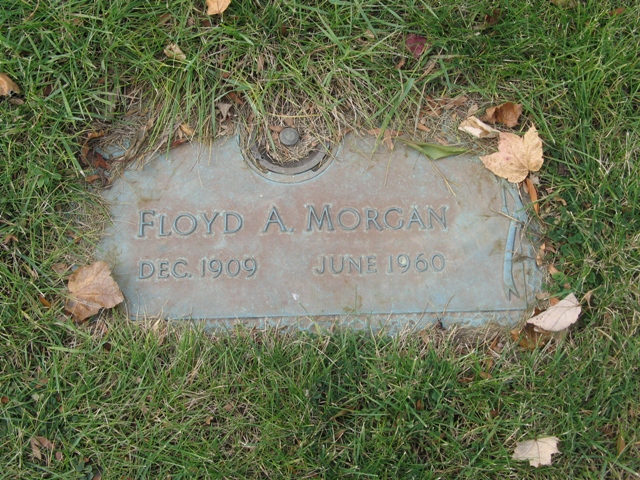 FLOYD A. MORGAN
DEC. 1909 JUNE 1960